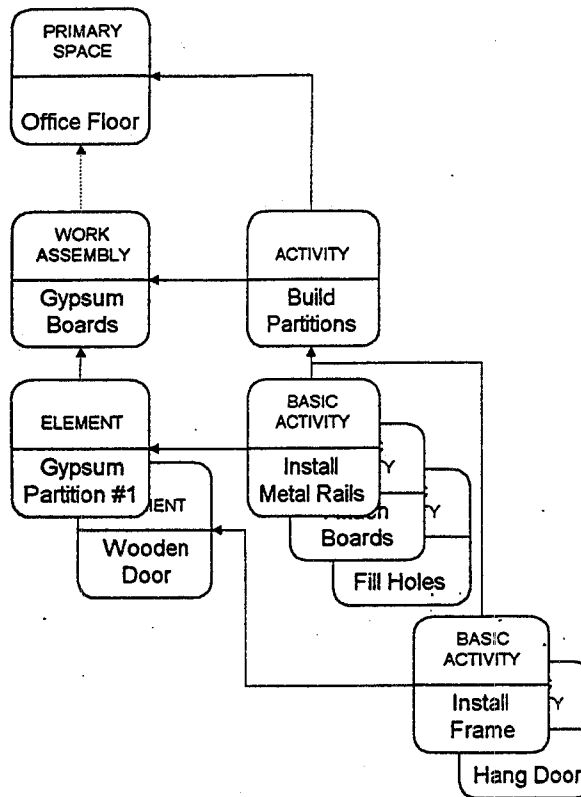 PRIMARY
SPACE
Office Floor
WORK
ASSEMBLY
Gypsum
Boards
ACTIVITY
Build
Partitions
ELEMENT
Gypsum
Partition #1
MENT
Wooden
Door
BASIC
ACTIVITY
Install
Metal Rails
Y
Boards
Y
Fill Holes
BASIC
ACTIVITY
Install
Frame
Y
Hang Door